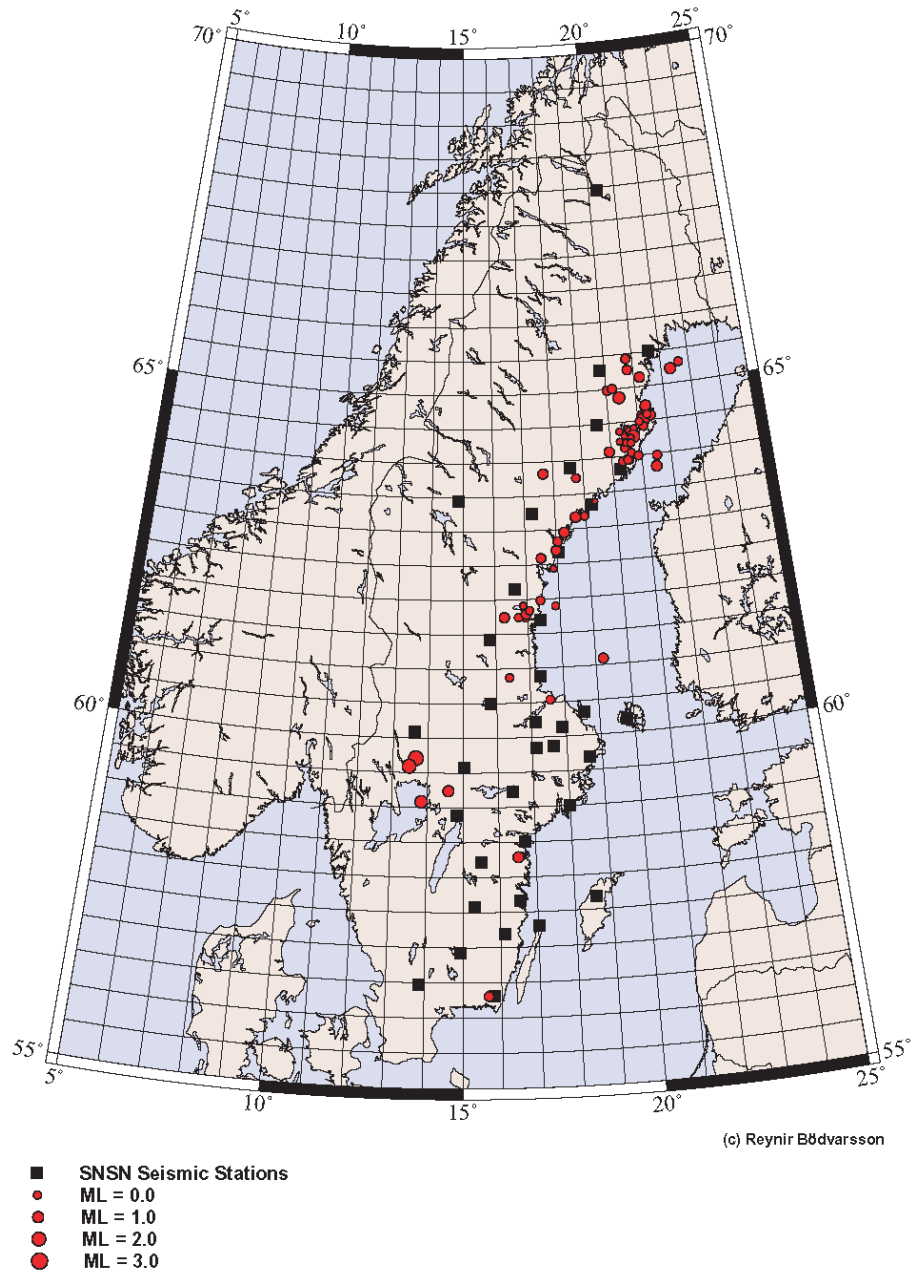 5° 10° 15° 20° 25°
70° 70°
65° 65°
60° 60°
55° 55°
5° 10° 15° 20° 25°
(c) Reynir Bödvarsson
SNSN Seismic Stations
ML = 0.0
ML = 1.0
ML = 2.0
ML = 3.0